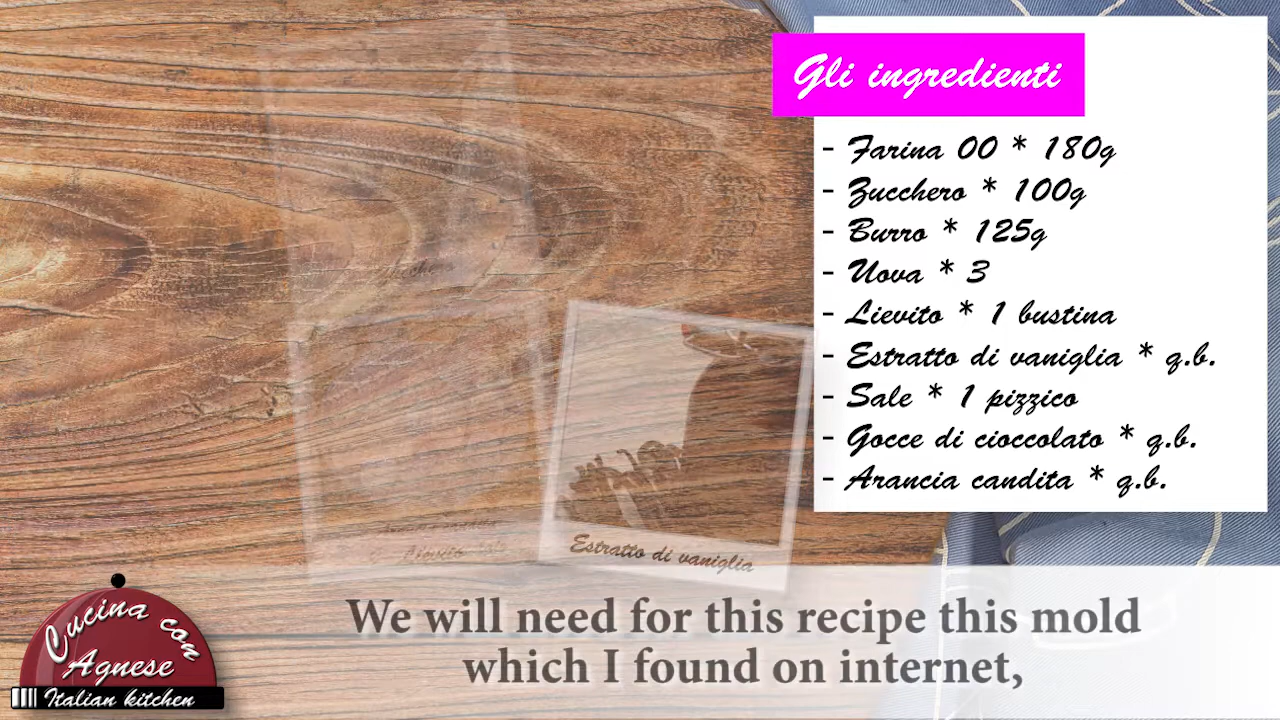 Gli ingredienti
- Farina 00 * 180g
- Zucchero * 100g
- Burro * 125g
- Uova * 3
- Lievito * 1 bustina
- Estratto di vaniglia * q.b.
- Sale * 1 pizzico
- Gocce di cioccolato * q.b.
- Arancia candita * q.b.
Zucchero
Lievito
Estratto di vaniglia
We will need for this recipe this mold
which I found on internet,
Cucina con
Agnese
Italian kitchen